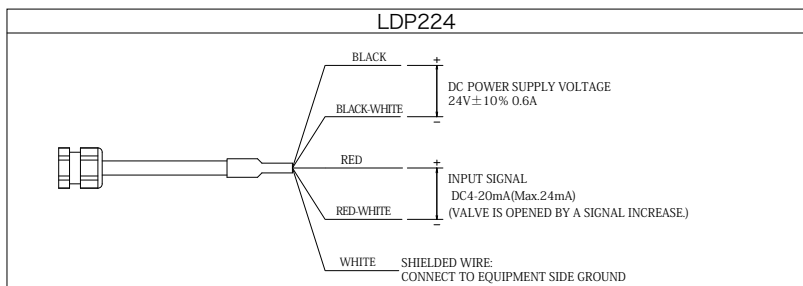 LDP224
BLACK
+
DC POWER SUPPLY VOLTAGE
24V±10% 0.6A
BLACK-WHITE
−
RED
+
INPUT SIGNAL
DC4-20mA(Max.24mA)
(VALVE IS OPENED BY A SIGNAL INCREASE.)
RED-WHITE
−
WHITE SHIELDED WIRE:
CONNECT TO EQUIPMENT SIDE GROUND